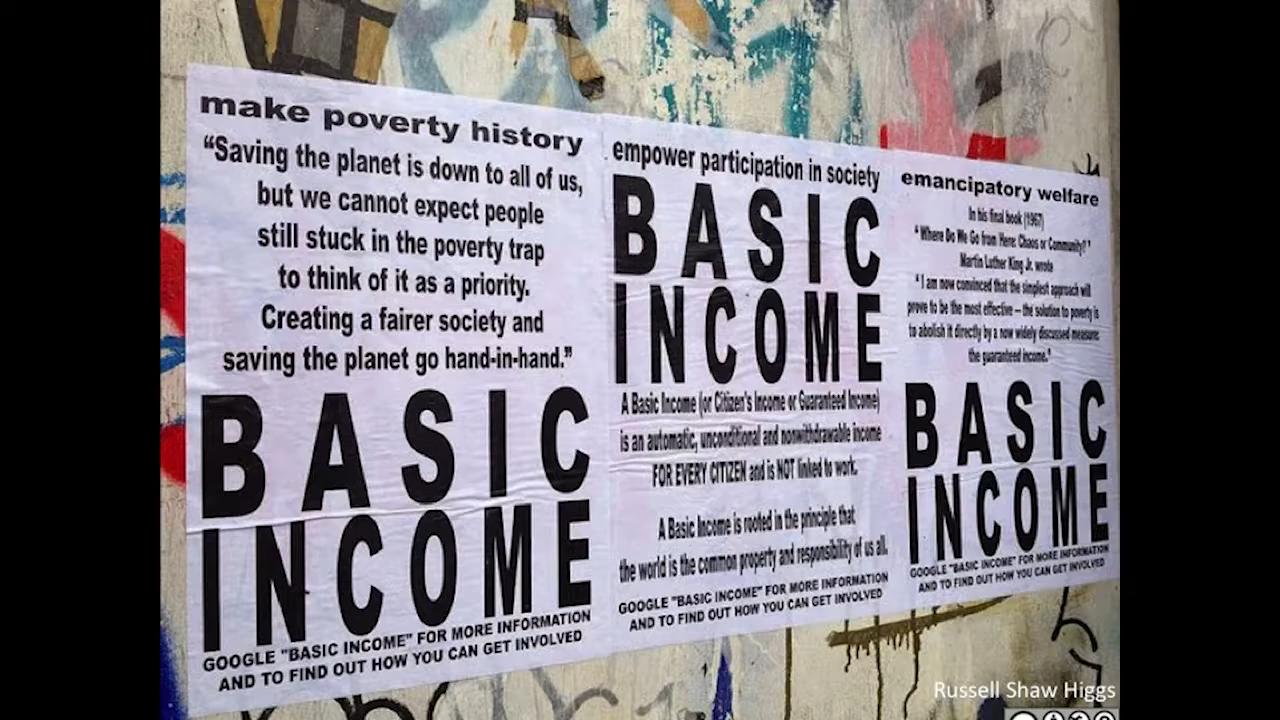 make poverty history
“Saving the planet is down to all of us,
but we cannot expect people
still stuck in the poverty trap
to think of it as a priority.
Creating a fairer society and
saving the planet go hand-in-hand.”
BASIC
INCOME
GOOGLE "BASIC INCOME" FOR MORE INFORMATION
AND TO FIND OUT HOW YOU CAN GET INVOLVED
empower participation in society
BASIC
INCOME
A Basic Income (or Citizen's Income or Guaranteed Income)
is an automatic, unconditional and nonwithdrawable income
FOR EVERY CITIZEN and is NOT linked to work.
A Basic Income is rooted in the principle that
the world is the common property and responsibility of us all.
GOOGLE "BASIC INCOME" FOR MORE INFORMATION
AND TO FIND OUT HOW YOU CAN GET INVOLVED
emancipatory welfare
In his final book (1967)
“Where Do We Go from Here: Chaos or Community?”
Martin Luther King Jr. wrote
“I am now convinced that the simplest approach will
prove to be the most effective – the solution to poverty is
to abolish it directly by a now widely discussed measure:
the guaranteed income.”
BASIC
INCOME
GOOGLE "BASIC INCOME" FOR MORE INFORMATION
AND TO FIND OUT HOW YOU CAN GET INVOLVED
Russell Shaw Higgs